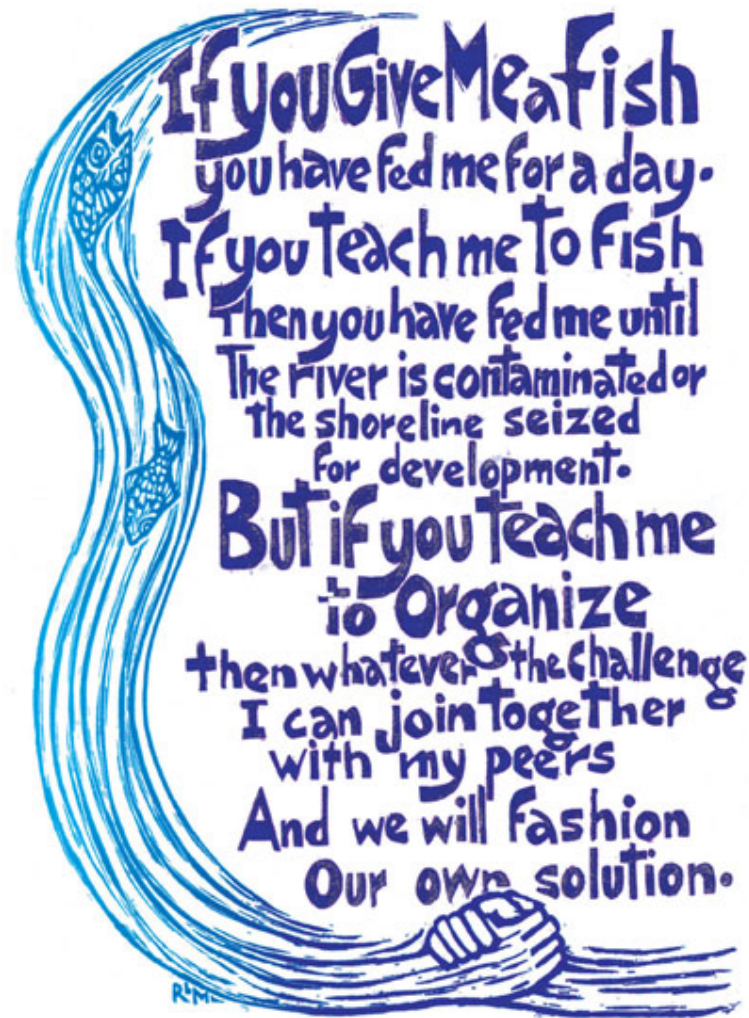 If you Give Me a Fish
you have fed me for a day.
If you Teach me To Fish
Then you have fed me until
The river is contaminated or
the shoreline seized
for development.
But if you Teach me
to Organize
then whatever the challenge
I can join together
with my peers
And we will fashion
Our own solution.